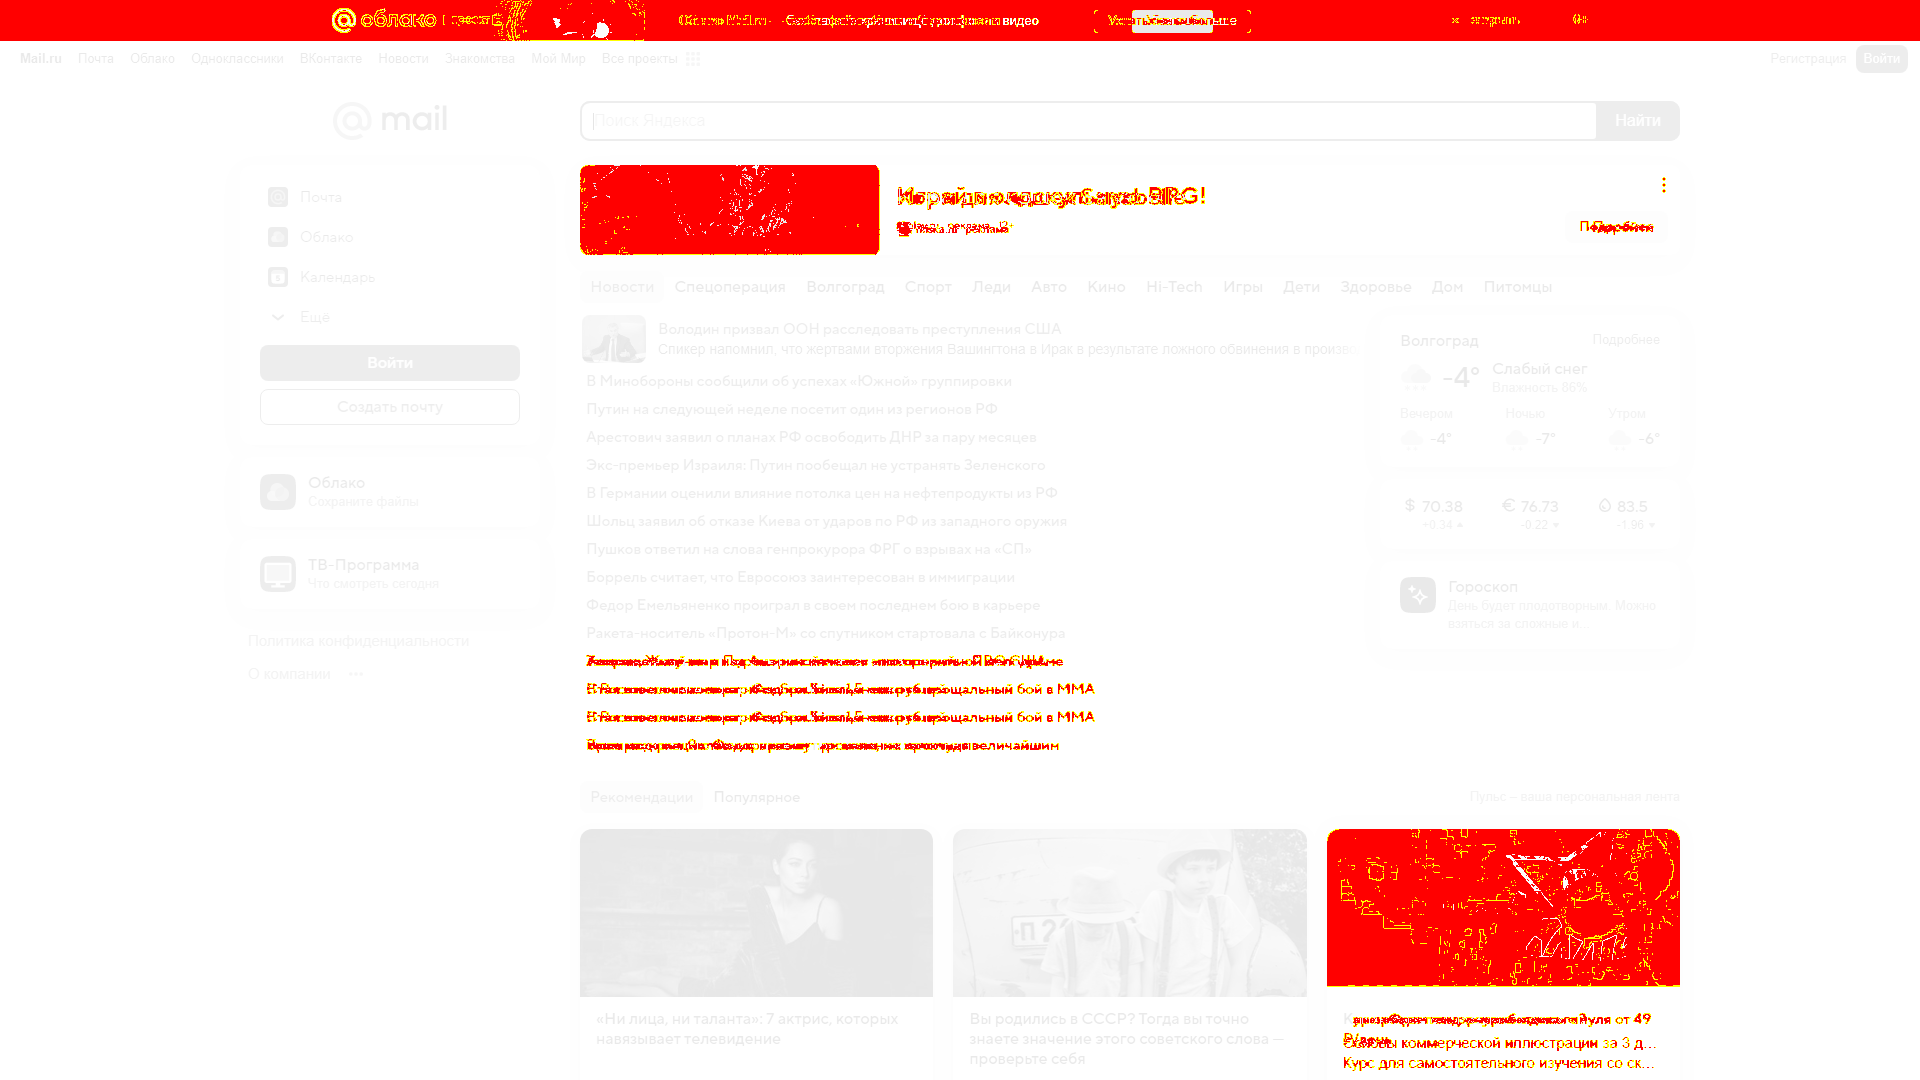 облако
видео
Mail.ru Почта Облако Одноклассники ВКонтакте Новости Знакомства Мой Мир Все проекты
Регистрация Войти
mail
Поиск Яндекса Найти
Почта
Облако
Календарь
Ещё
Войти
Создать почту
Облако
Сохраните файлы
ТВ-Программа
Что смотреть сегодня
Политика конфиденциальности
О компании
Новости Спецоперация Волгоград Спорт Леди Авто Кино Hi-Tech Игры Дети Здоровье Дом Питомцы
Володин призвал ООН расследовать преступления США
Спикер напомнил, что жертвами вторжения Вашингтона в Ирак в результате ложного обвинения в произво
В Минобороны сообщили об успехах «Южной» группировки
Путин на следующей неделе посетит один из регионов РФ
Арестович заявил о планах РФ освободить ДНР за пару месяцев
Экс-премьер Израиля: Путин пообещал не устранять Зеленского
В Германии оценили влияние потолка цен на нефтепродукты из РФ
Шольц заявил об отказе Киева от ударов по РФ из западного оружия
Пушков ответил на слова генпрокурора ФРГ о взрывах на «СП»
Боррель считает, что Евросоюз заинтересован в иммиграции
Федор Емельяненко проиграл в своем последнем бою в карьере
Ракета-носитель «Протон-М» со спутником стартовала с Байконура
бой в ММА
бой в ММА
величайшим
Волгоград Подробнее
-4° Слабый снег
Влажность 86%
Вечером Ночью Утром
-4° -7° -6°
$ 70.38 € 76.73 83.5
+0.34 -0.22 -1.96
Гороскоп
День будет плодотворным. Можно
взяться за сложные и...
Рекомендации Популярное
Пульс – ваша персональная лента
«Ни лица, ни таланта»: 7 актрис, которых
навязывает телевидение
Вы родились в СССР? Тогда вы точно
знаете значение этого советского слова —
проверьте себя
от 49
коммерческой иллюстрации за 3 д...
Курс для самостоятельного изучения со ск...